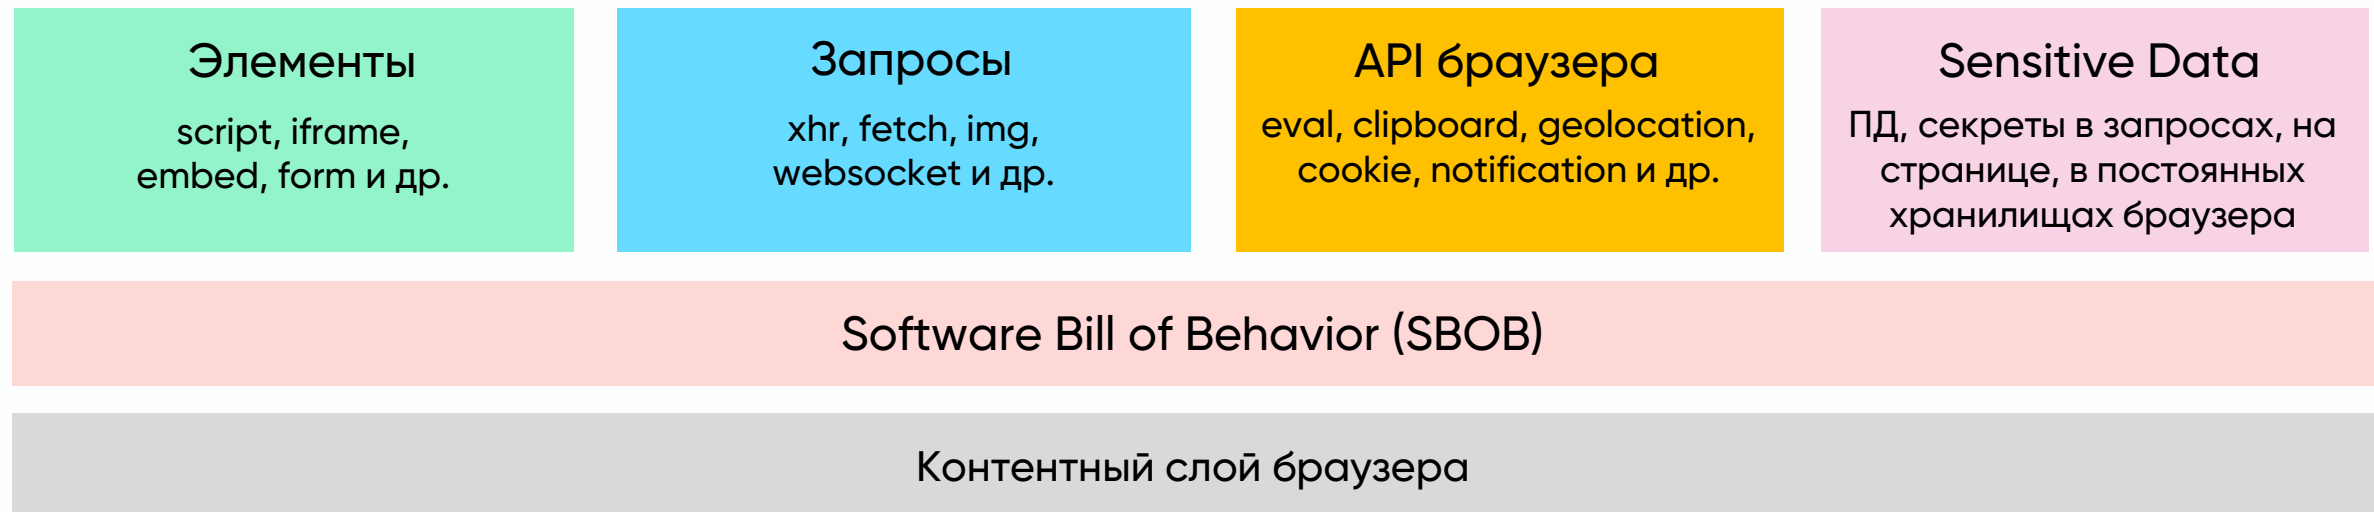 Элементы
script, iframe,
embed, form и др.
Запросы
xhr, fetch, img,
websocket и др.
API браузера
eval, clipboard, geolocation,
cookie, notification и др.
Sensitive Data
ПД, секреты в запросах, на
странице, в постоянных
хранилищах браузера
Software Bill of Behavior (SBOB)
Контентный слой браузера